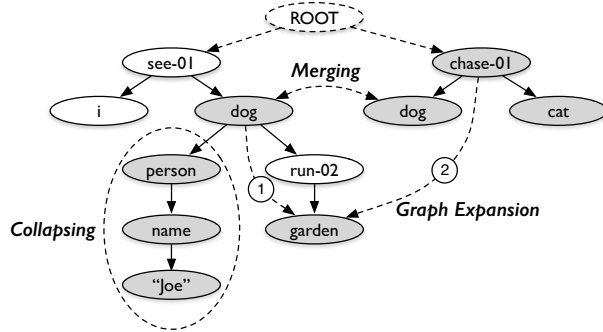 ROOT
see-01
chase-01
Merging
i
dog
dog
cat
person
run-02
1
2
Collapsing
name
garden
Graph Expansion
“Joe”